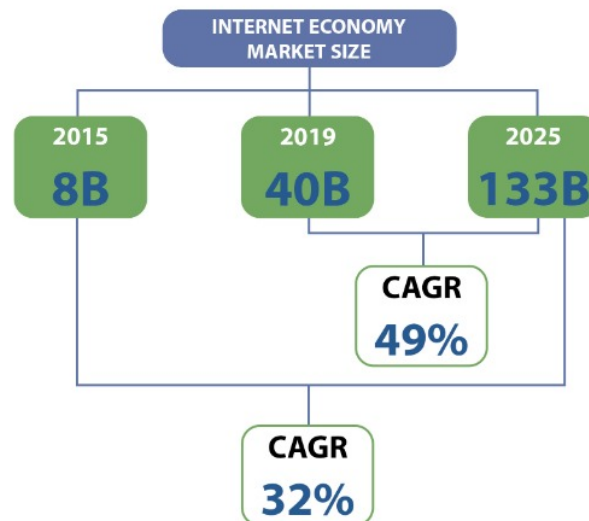 INTERNET ECONOMY
MARKET SIZE
2015
8B
2019
40B
2025
133B
CAGR
49%
CAGR
32%